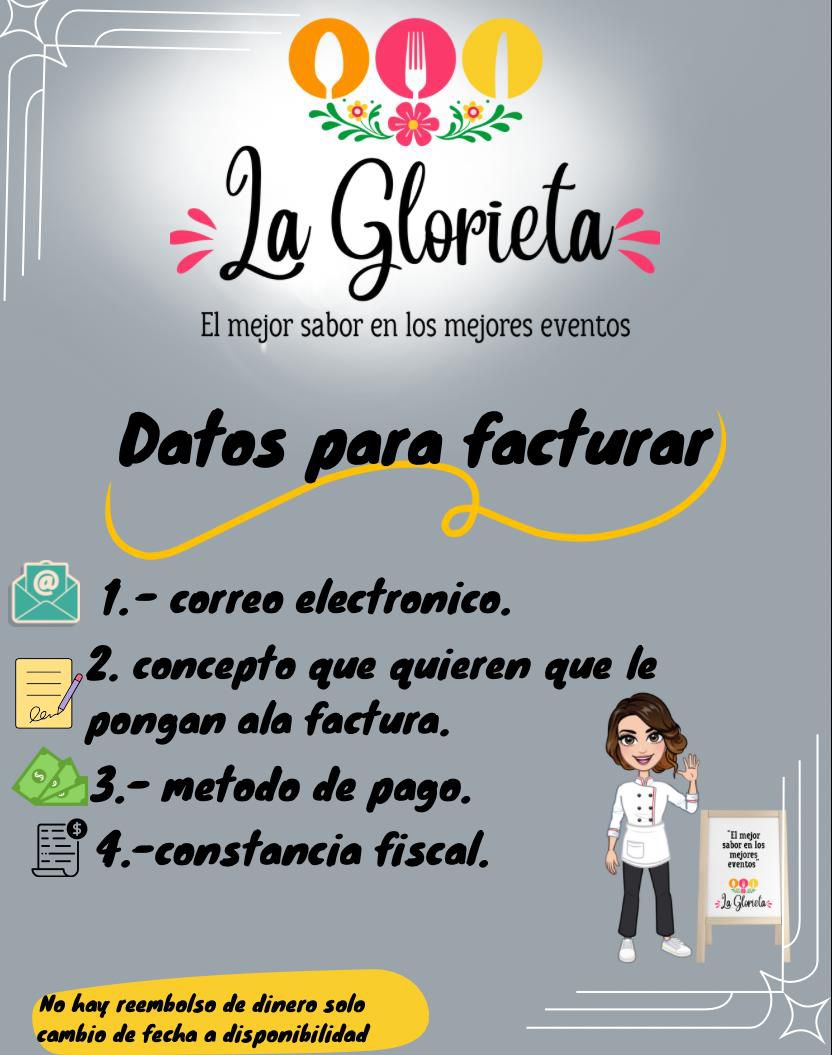 La Glorieta
El mejor sabor en los mejores eventos
Datos para facturar
@
1.- correo electronico.
2. concepto que quieren que le
pongan ala factura.
3.- metodo de pago.
$
4.-constancia fiscal.
"El mejor
sabor en los
mejores
eventos"
La Glorieta
No hay reembolso de dinero solo
cambio de fecha a disponibilidad